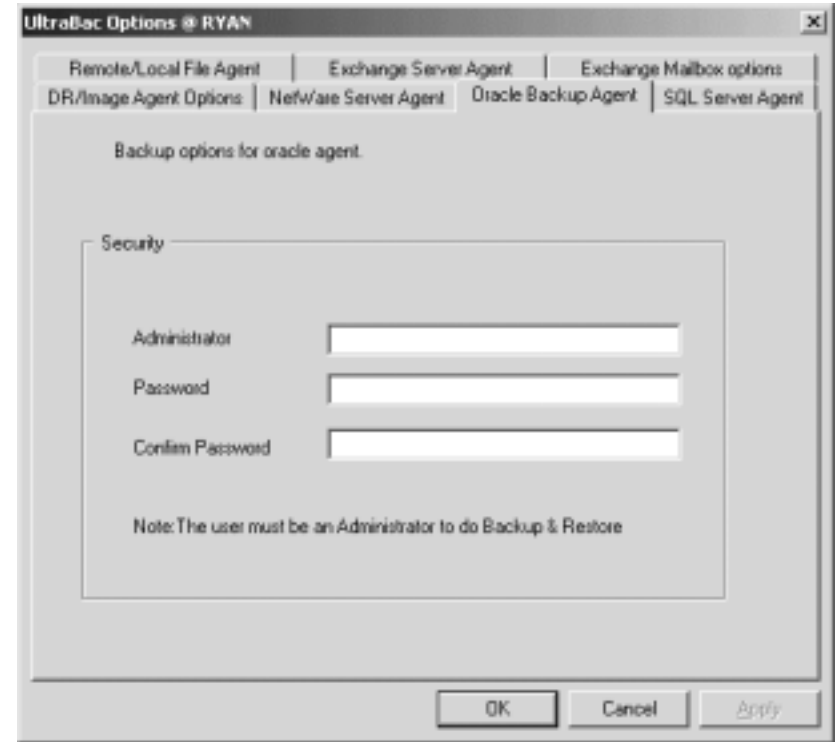 UltraBac Options @ RYAN
Remote/Local File Agent Exchange Server Agent Exchange Mailbox options
DR/Image Agent Options NetWare Server Agent Oracle Backup Agent SQL Server Agent
Backup options for oracle agent.
Security
Administrator
Password
Confirm Password
Note:The user must be an Administrator to do Backup & Restore
OK Cancel Apply